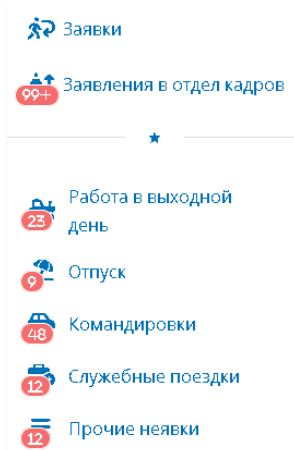 Заявки
Заявления в отдел кадров
99+
Работа в выходной
день
23
Отпуск
9
Командировки
48
Служебные поездки
12
Прочие неявки
12